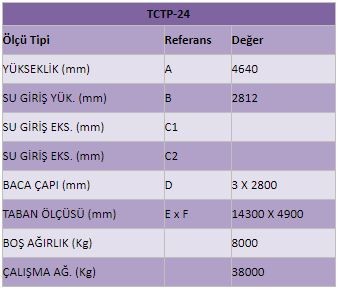 TCTP-24
Ölçü Tipi Referans Değer
YÜKSEKLİK (mm) A 4640
SU GİRİŞ YÜK. (mm) B 2812
SU GİRİŞ EKS. (mm) C1
SU GİRİŞ EKS. (mm) C2
BACA ÇAPI (mm) D 3 X 2800
TABAN ÖLÇÜSÜ (mm) E x F 14300 X 4900
BOŞ AĞIRLIK (Kg) 8000
ÇALIŞMA AĞ. (Kg) 38000